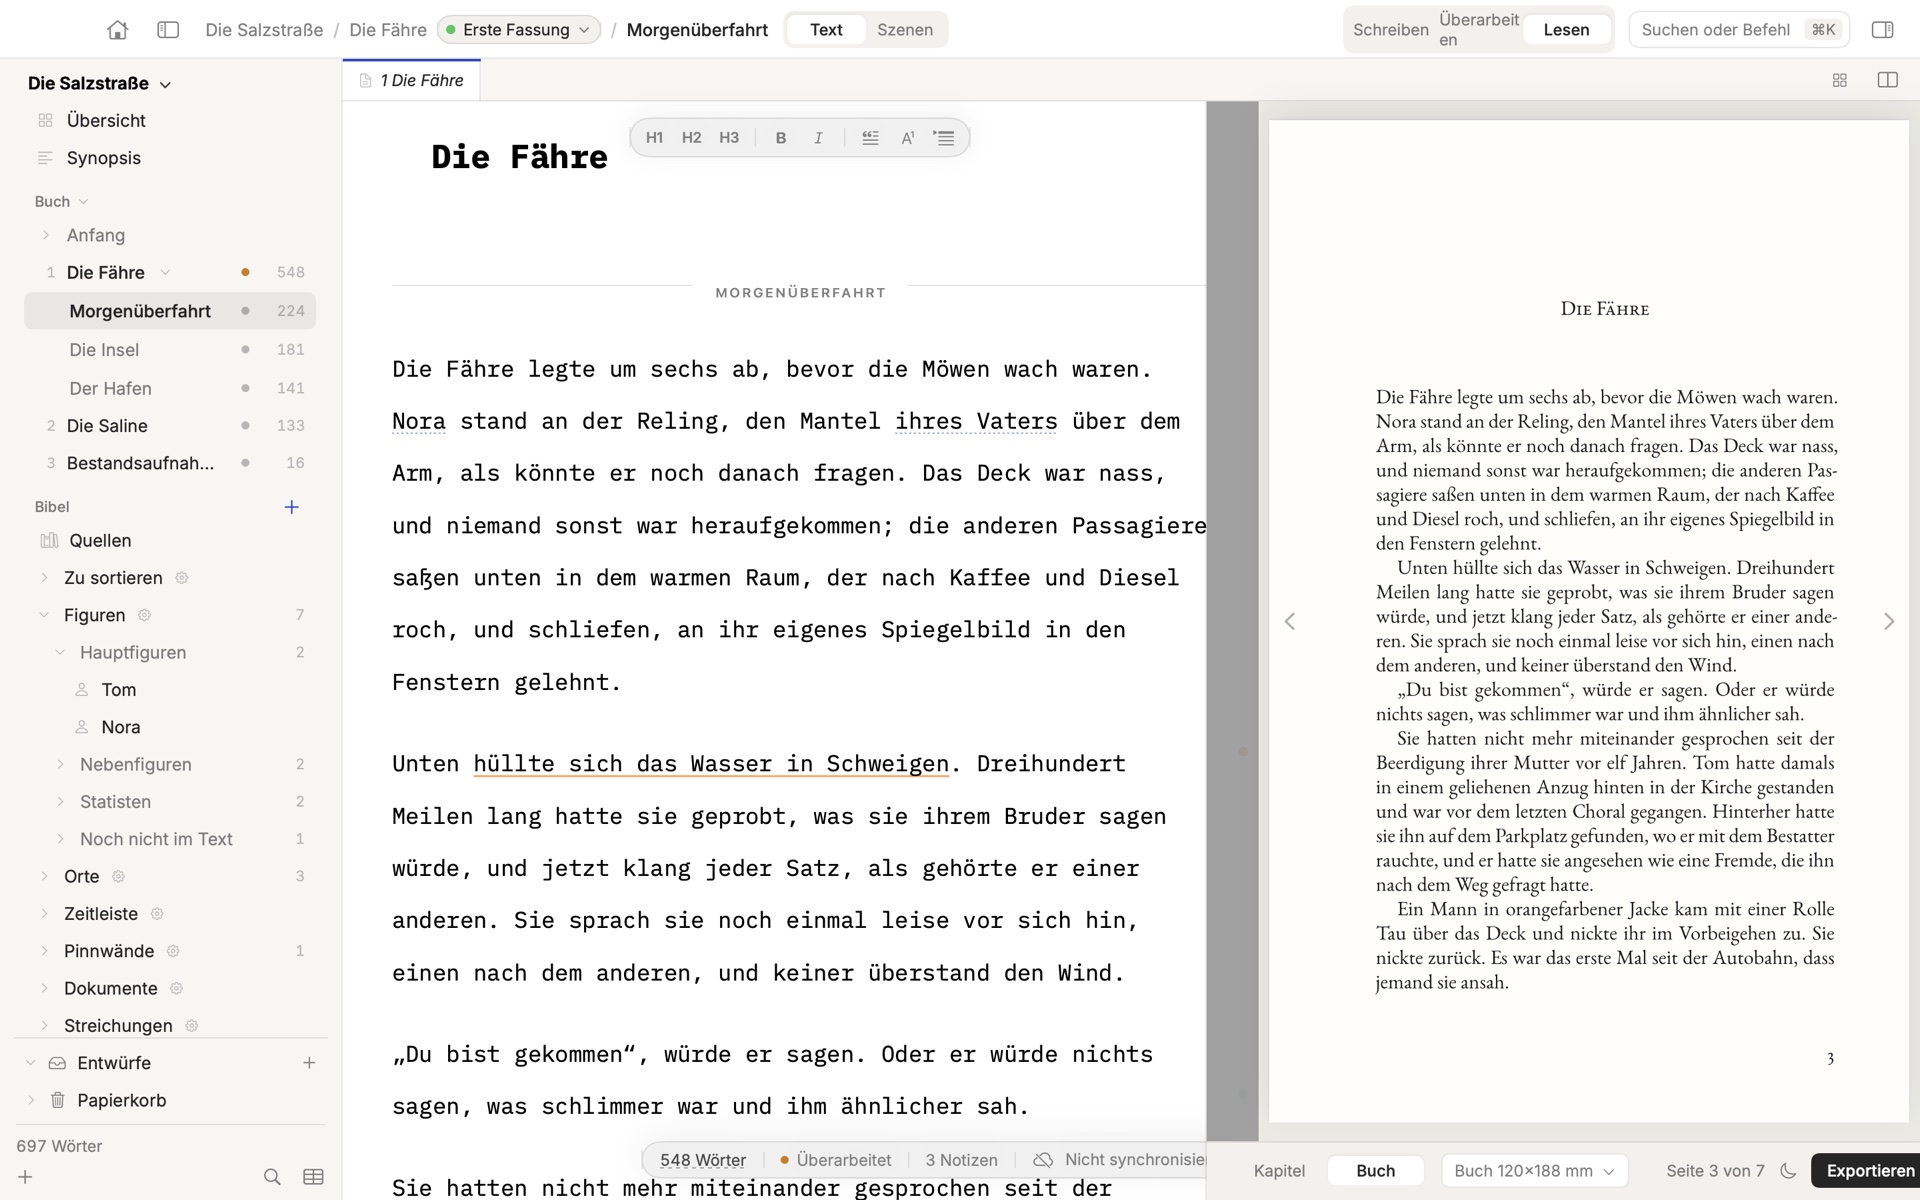 Die Salzstraße / Die Fähre Erste Fassung / Morgenüberfahrt Text Szenen
Schreiben Überarbeit
en Lesen Suchen oder Befehl ⌘K
Die Salzstraße
Übersicht
Synopsis
Buch
Anfang
1 Die Fähre 548
Morgenüberfahrt 224
Die Insel 181
Der Hafen 141
2 Die Saline 133
3 Bestandsaufnah... 16
Bibel
Quellen
Zu sortieren
Figuren 7
Hauptfiguren 2
Tom
Nora
Nebenfiguren 2
Statisten 2
Noch nicht im Text 1
Orte 3
Zeitleiste
Pinnwände 1
Dokumente
Streichungen
Entwürfe
Papierkorb
697 Wörter
1 Die Fähre
H1 H2 H3 B I A¹
Die Fähre
MORGENÜBERFAHRT
Die Fähre legte um sechs ab, bevor die Möwen wach waren.
Nora stand an der Reling, den Mantel ihres Vaters über dem
Arm, als könnte er noch danach fragen. Das Deck war nass,
und niemand sonst war heraufgekommen; die anderen Passagiere
saßen unten in dem warmen Raum, der nach Kaffee und Diesel
roch, und schliefen, an ihr eigenes Spiegelbild in den
Fenstern gelehnt.
Unten hüllte sich das Wasser in Schweigen. Dreihundert
Meilen lang hatte sie geprobt, was sie ihrem Bruder sagen
würde, und jetzt klang jeder Satz, als gehörte er einer
anderen. Sie sprach sie noch einmal leise vor sich hin,
einen nach dem anderen, und keiner überstand den Wind.
„Du bist gekommen“, würde er sagen. Oder er würde nichts
sagen, was schlimmer war und ihm ähnlicher sah.
Sie hatten nicht mehr miteinander gesprochen seit der
548 Wörter Überarbeitet 3 Notizen Nicht synchronisie
Die Fähre
Die Fähre legte um sechs ab, bevor die Möwen wach waren.
Nora stand an der Reling, den Mantel ihres Vaters über dem
Arm, als könnte er noch danach fragen. Das Deck war nass,
und niemand sonst war heraufgekommen; die anderen Pas-
sagiere saßen unten in dem warmen Raum, der nach Kaffee
und Diesel roch, und schliefen, an ihr eigenes Spiegelbild in
den Fenstern gelehnt.
Unten hüllte sich das Wasser in Schweigen. Dreihundert
Meilen lang hatte sie geprobt, was sie ihrem Bruder sagen
würde, und jetzt klang jeder Satz, als gehörte er einer ande-
ren. Sie sprach sie noch einmal leise vor sich hin, einen nach
dem anderen, und keiner überstand den Wind.
„Du bist gekommen“, würde er sagen. Oder er würde
nichts sagen, was schlimmer war und ihm ähnlicher sah.
Sie hatten nicht mehr miteinander gesprochen seit der
Beerdigung ihrer Mutter vor elf Jahren. Tom hatte damals
in einem geliehenen Anzug hinten in der Kirche gestanden
und war vor dem letzten Choral gegangen. Hinterher hatte
sie ihn auf dem Parkplatz gefunden, wo er mit dem Bestatter
rauchte, und er hatte sie angesehen wie eine Fremde, die ihn
nach dem Weg gefragt hatte.
Ein Mann in orangefarbener Jacke kam mit einer Rolle
Tau über das Deck und nickte ihr im Vorbeigehen zu. Sie
nickte zurück. Es war das erste Mal seit der Autobahn, dass
jemand sie ansah.
3
Kapitel Buch Buch 120×188 mm Seite 3 von 7 Exportieren